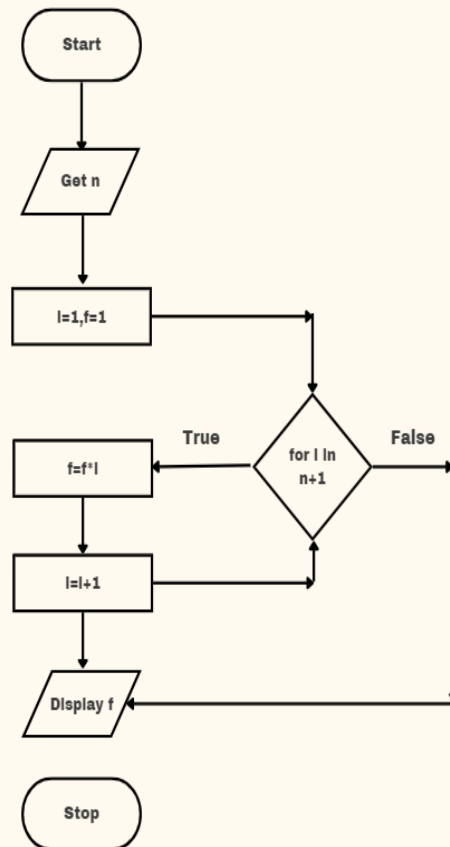 Start
Get n
I=1,f=1
True
False
for I in
n+1
f=f*I
I=I+1
Display f
Stop